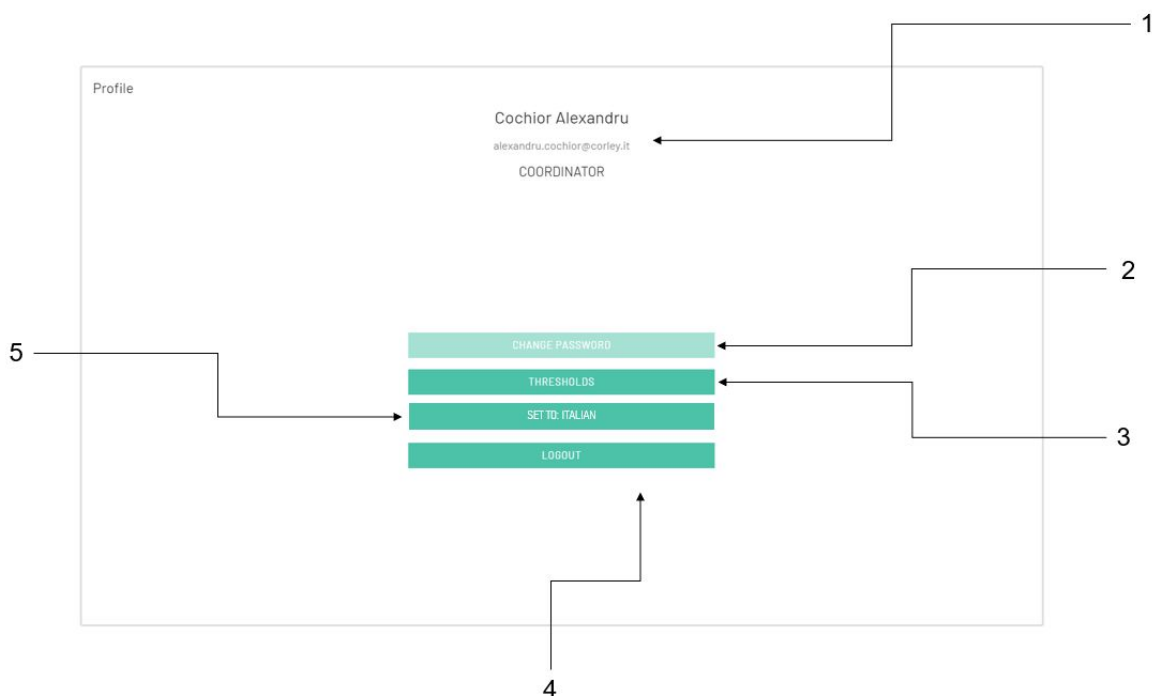 1
Profile
Cochior Alexandru
alexandru.cochior@corley.it
COORDINATOR
2
CHANGE PASSWORD
5
THRESHOLDS
SET TO: ITALIAN
3
LOGOUT
4